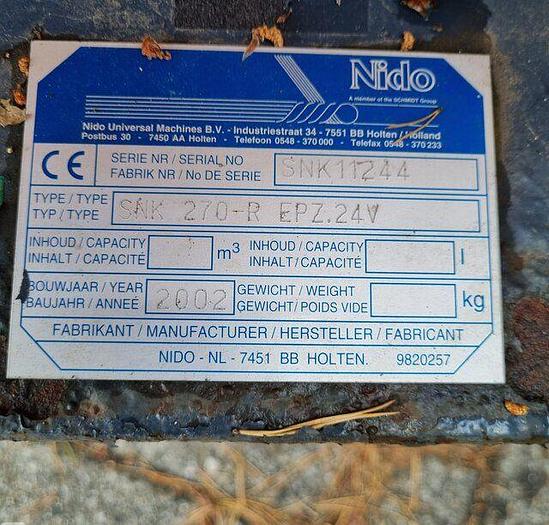 Nido
A member of the SCHMIDT Group
Nido Universal Machines B.V. - Industriestraat 34 - 7551 BB Holten / Holland
Postbus 30 - 7450 AA Holten - Telefoon 0548 - 370000 - Telefax 0548 - 370233
CE
SERIE NR / SERIAL NO
FABRIK NR / No DE SERIE
SNK11244
TYPE / TYPE
TYP / TYPE
SNK 270-R EPZ.24V
INHOUD / CAPACITY
INHALT / CAPACITÉ
m3
INHOUD / CAPACITY
INHALT / CAPACITÉ
l
BOUWJAAR / YEAR
BAUJAHR / ANNEÉ
2002
GEWICHT / WEIGHT
GEWICHT / POIDS VIDE
kg
FABRIKANT / MANUFACTURER / HERSTELLER / FABRICANT
NIDO - NL - 7451 BB HOLTEN. 9820257